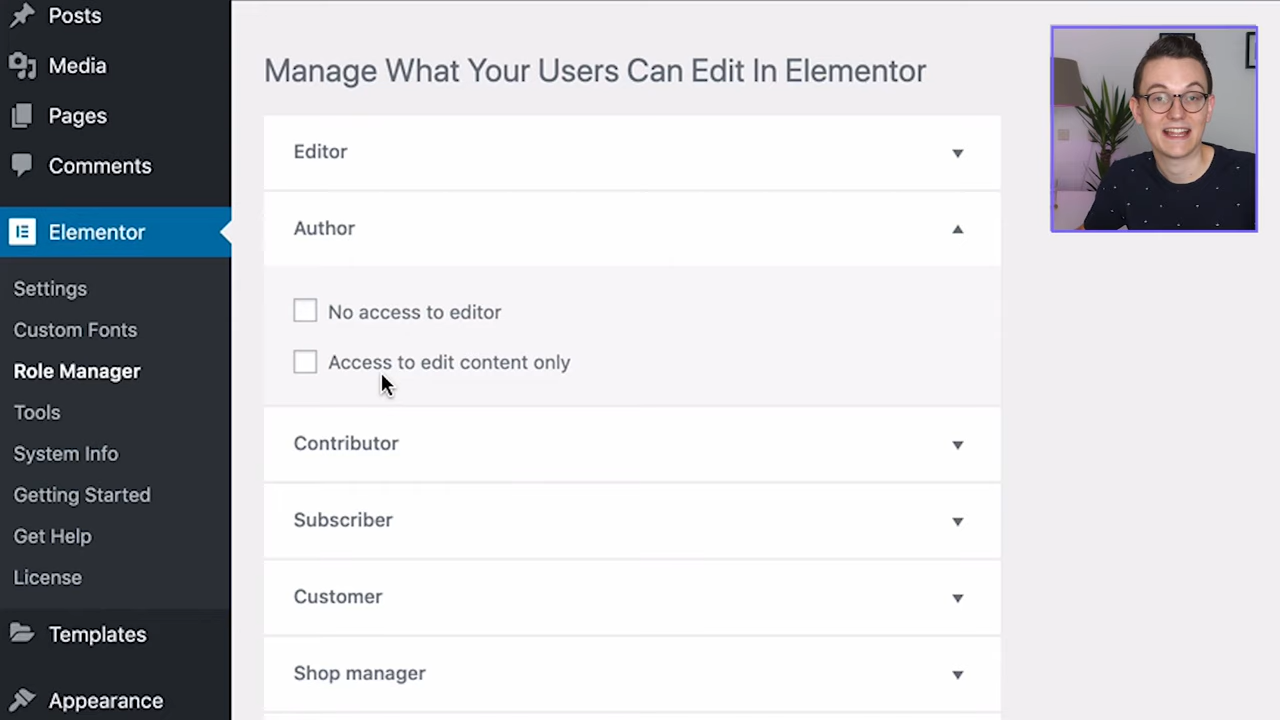 Posts
Media
Pages
Comments
Elementor
Settings
Custom Fonts
Role Manager
Tools
System Info
Getting Started
Get Help
License
Templates
Appearance
Manage What Your Users Can Edit In Elementor
Editor
Author
No access to editor
Access to edit content only
Contributor
Subscriber
Customer
Shop manager